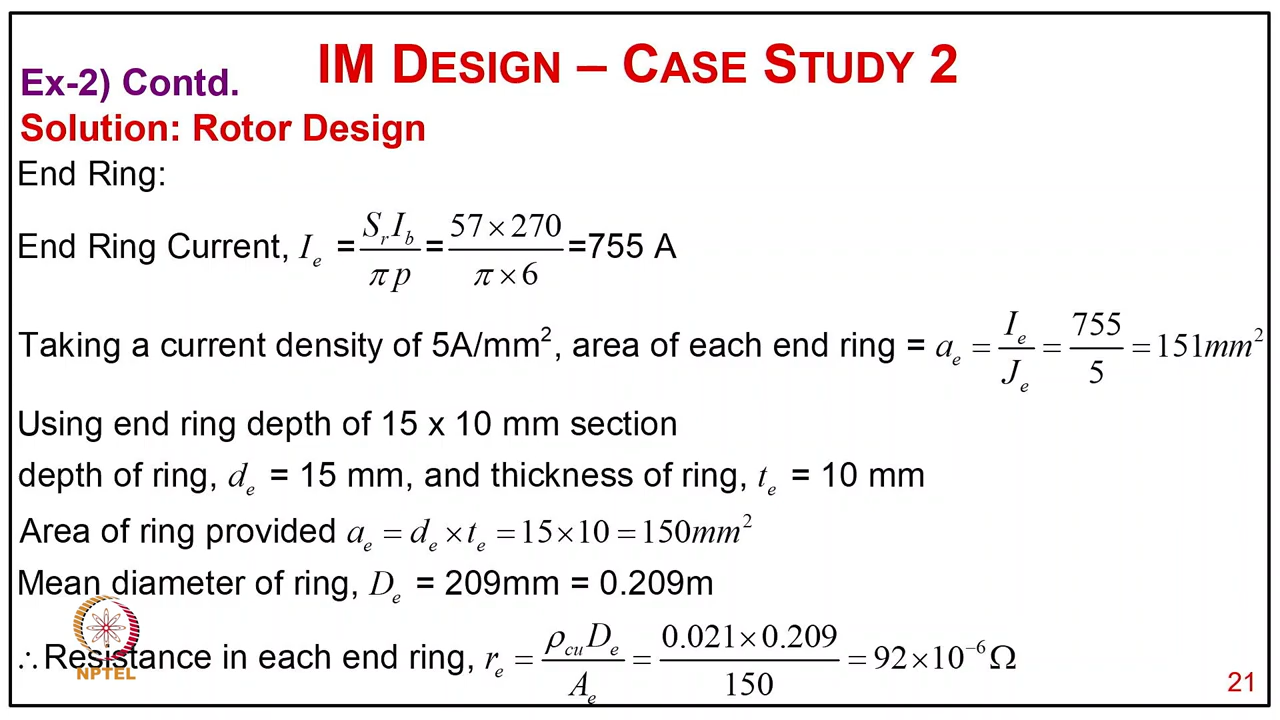 IM DESIGN – CASE STUDY 2
Ex-2) Contd.
Solution: Rotor Design
End Ring:
End Ring Current, I_e = S_r I_b / π p = 57 × 270 / π × 6 =755 A
Taking a current density of 5A/mm², area of each end ring = a_e = I_e / J_e = 755 / 5 = 151mm²
Using end ring depth of 15 x 10 mm section
depth of ring, d_e = 15 mm, and thickness of ring, t_e = 10 mm
Area of ring provided a_e = d_e × t_e = 15 × 10 = 150mm²
Mean diameter of ring, D_e = 209mm = 0.209m
∴ Resistance in each end ring, r_e = ρ_cu D_e / A_e = 0.021 × 0.209 / 150 = 92 × 10⁻⁶ Ω
NPTEL
21